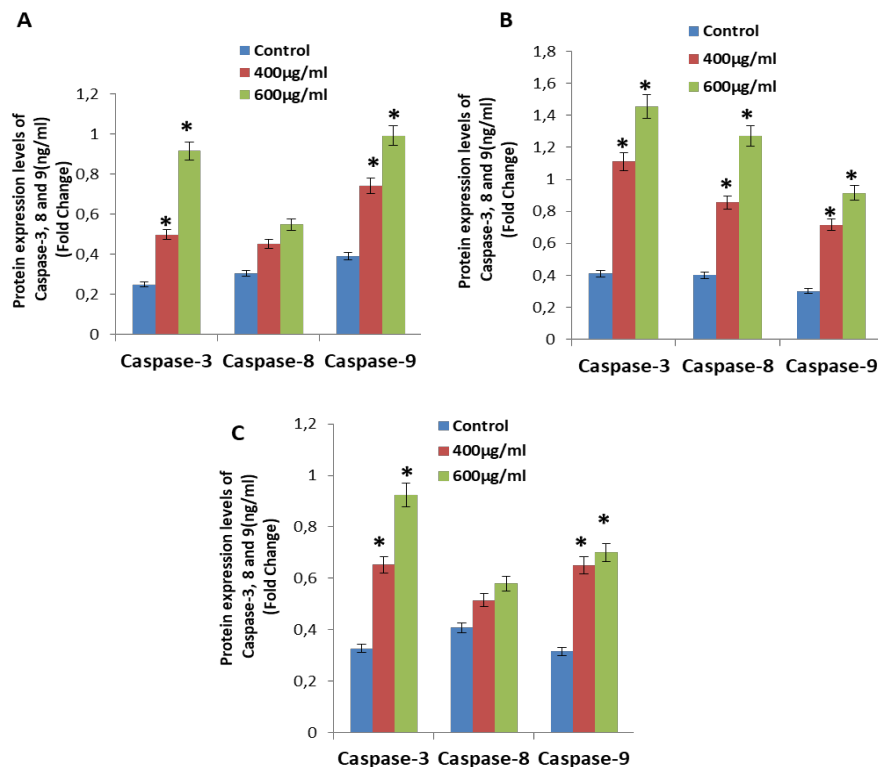 A
Control
400µg/ml
600µg/ml
Protein expression levels of
Caspase-3, 8 and 9(ng/ml)
(Fold Change)
1,2
1
0,8
0,6
0,4
0,2
0
*
*
*
*
Caspase-3 Caspase-8 Caspase-9
B
Control
400µg/ml
600µg/ml
Protein expression levels of
Caspase-3, 8 and 9(ng/ml)
(Fold Change)
1,8
1,6
1,4
1,2
1
0,8
0,6
0,4
0,2
0
*
*
*
*
*
*
Caspase-3 Caspase-8 Caspase-9
C
Control
400µg/ml
600µg/ml
Protein expression levels of
Caspase-3, 8 and 9(ng/ml)
(Fold Change)
1,2
1
0,8
0,6
0,4
0,2
0
*
*
*
*
Caspase-3 Caspase-8 Caspase-9